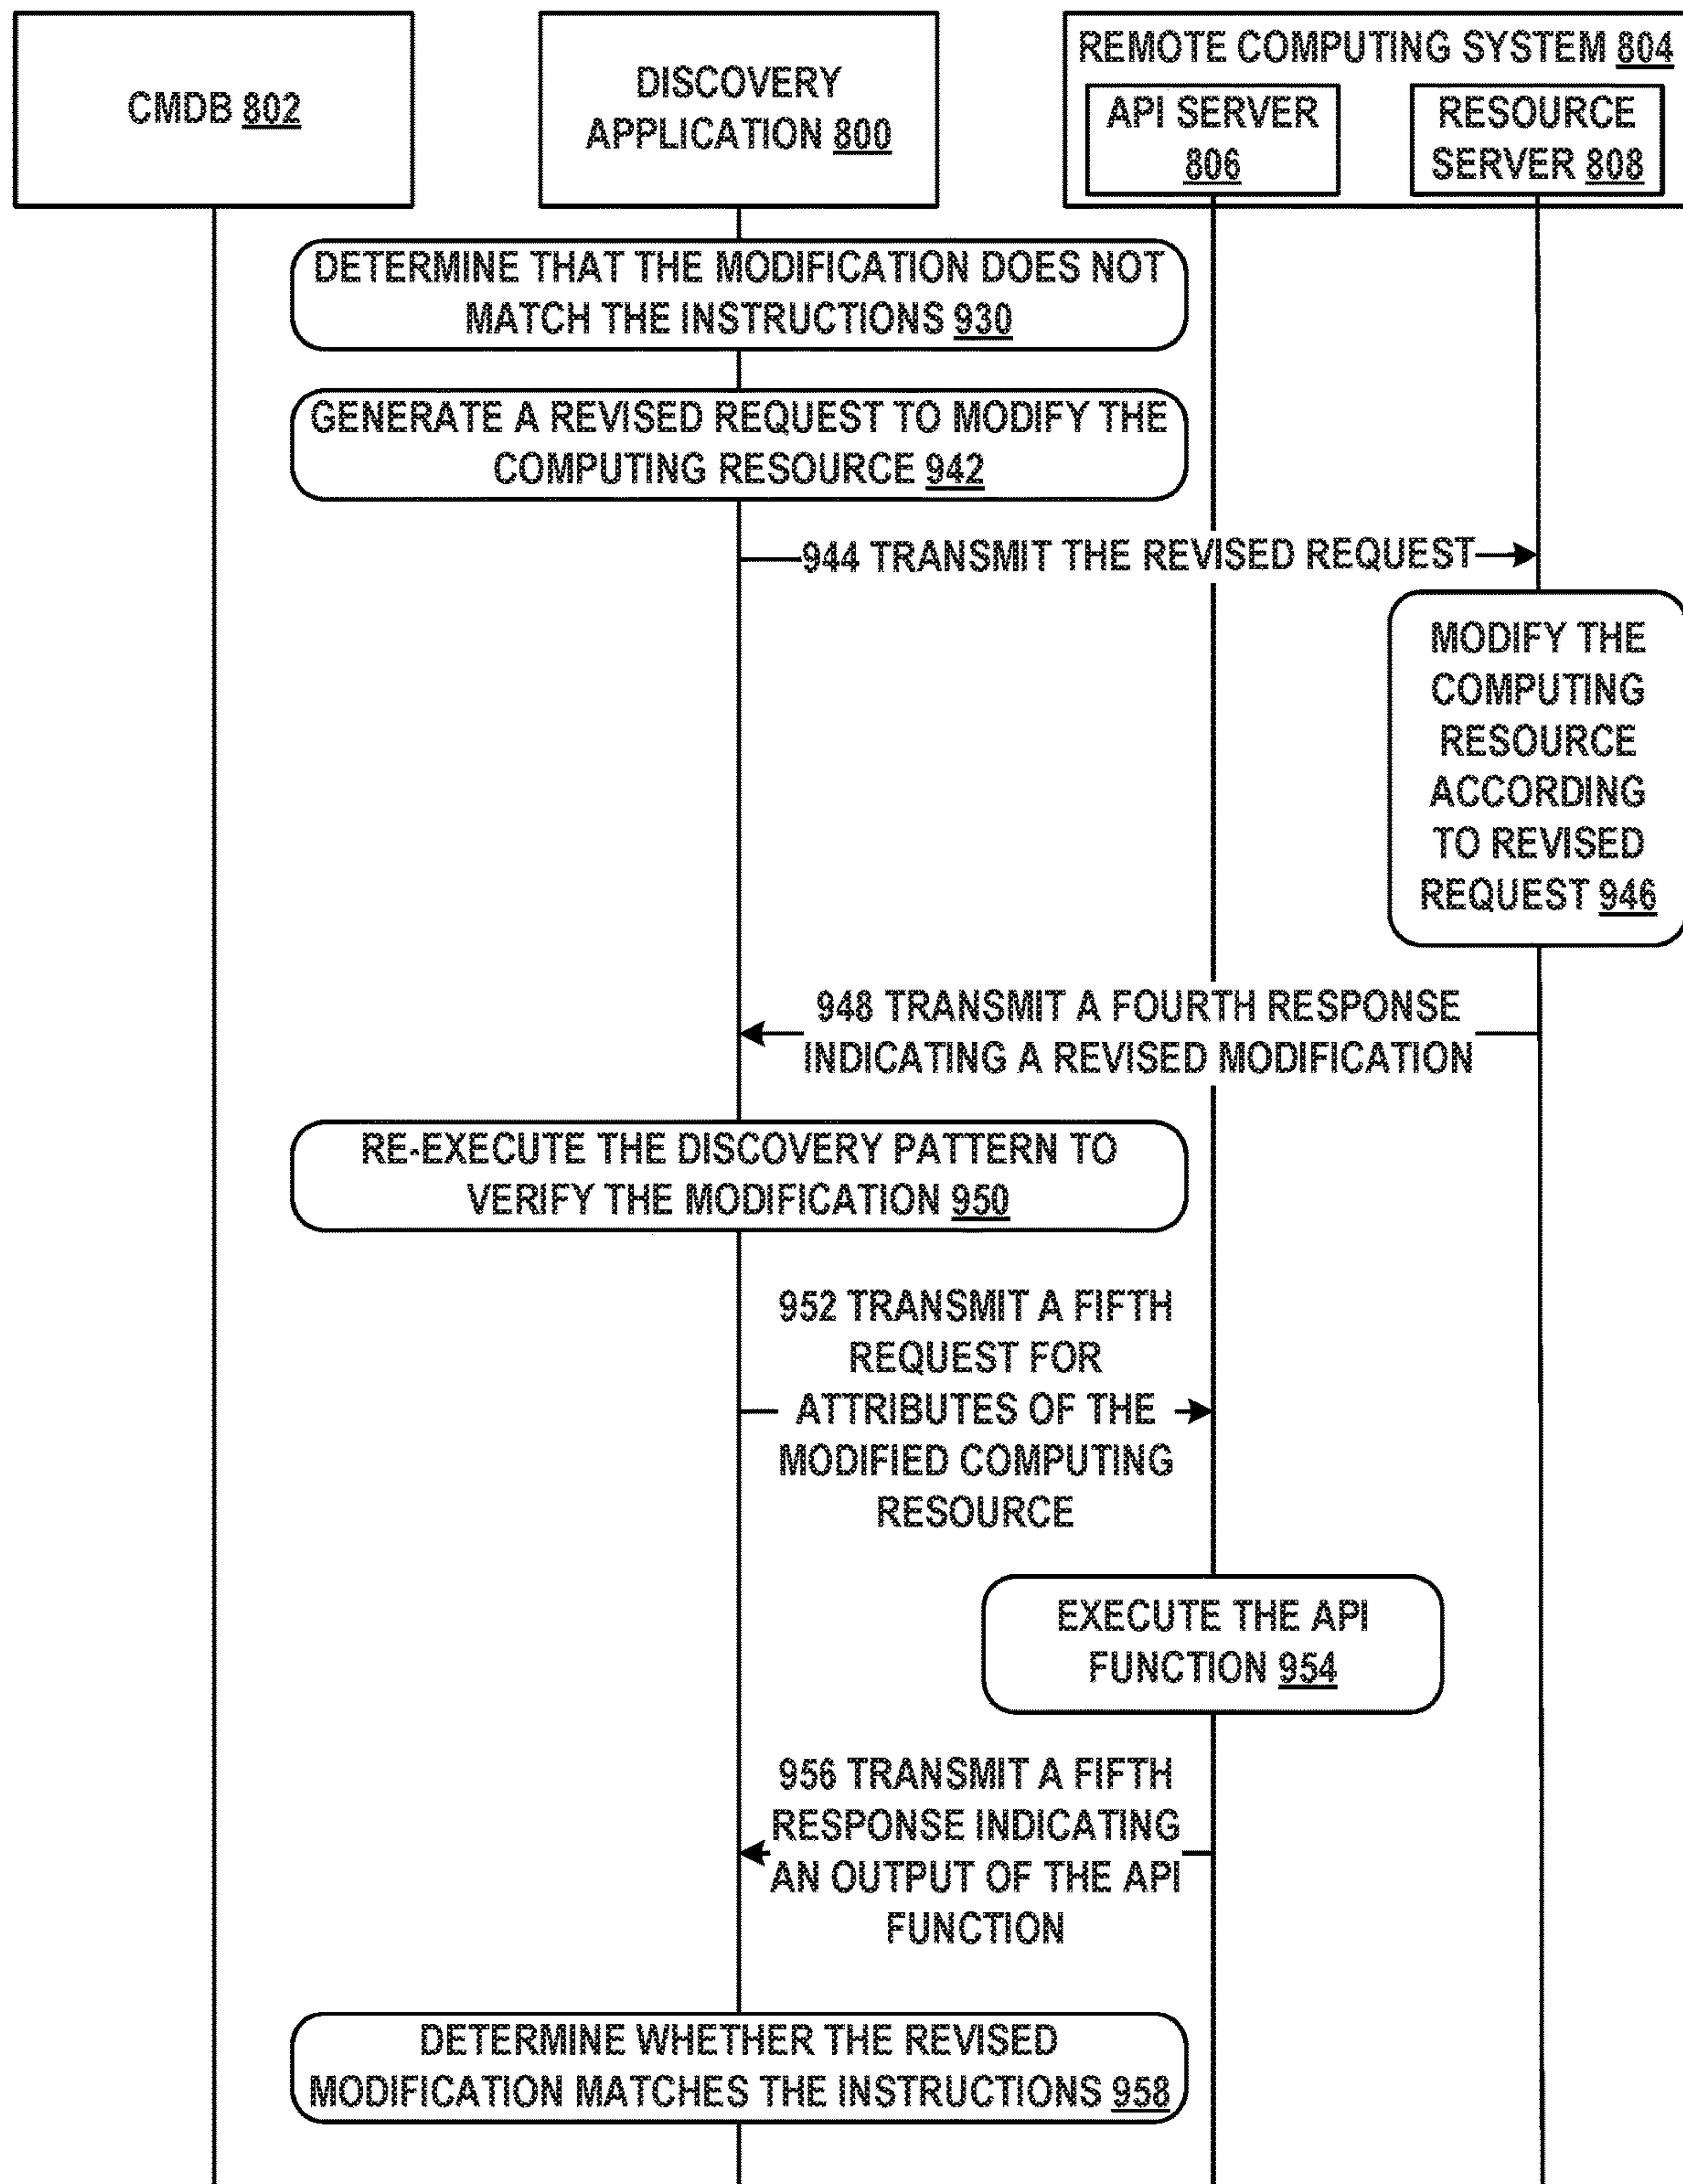 CMDB 802
DISCOVERY
APPLICATION 800
REMOTE COMPUTING SYSTEM 804
API SERVER
806
RESOURCE
SERVER 808
DETERMINE THAT THE MODIFICATION DOES NOT
MATCH THE INSTRUCTIONS 930
GENERATE A REVISED REQUEST TO MODIFY THE
COMPUTING RESOURCE 942
944 TRANSMIT THE REVISED REQUEST
MODIFY THE
COMPUTING
RESOURCE
ACCORDING
TO REVISED
REQUEST 946
948 TRANSMIT A FOURTH RESPONSE
INDICATING A REVISED MODIFICATION
RE-EXECUTE THE DISCOVERY PATTERN TO
VERIFY THE MODIFICATION 950
952 TRANSMIT A FIFTH
REQUEST FOR
ATTRIBUTES OF THE
MODIFIED COMPUTING
RESOURCE
EXECUTE THE API
FUNCTION 954
956 TRANSMIT A FIFTH
RESPONSE INDICATING
AN OUTPUT OF THE API
FUNCTION
DETERMINE WHETHER THE REVISED
MODIFICATION MATCHES THE INSTRUCTIONS 958